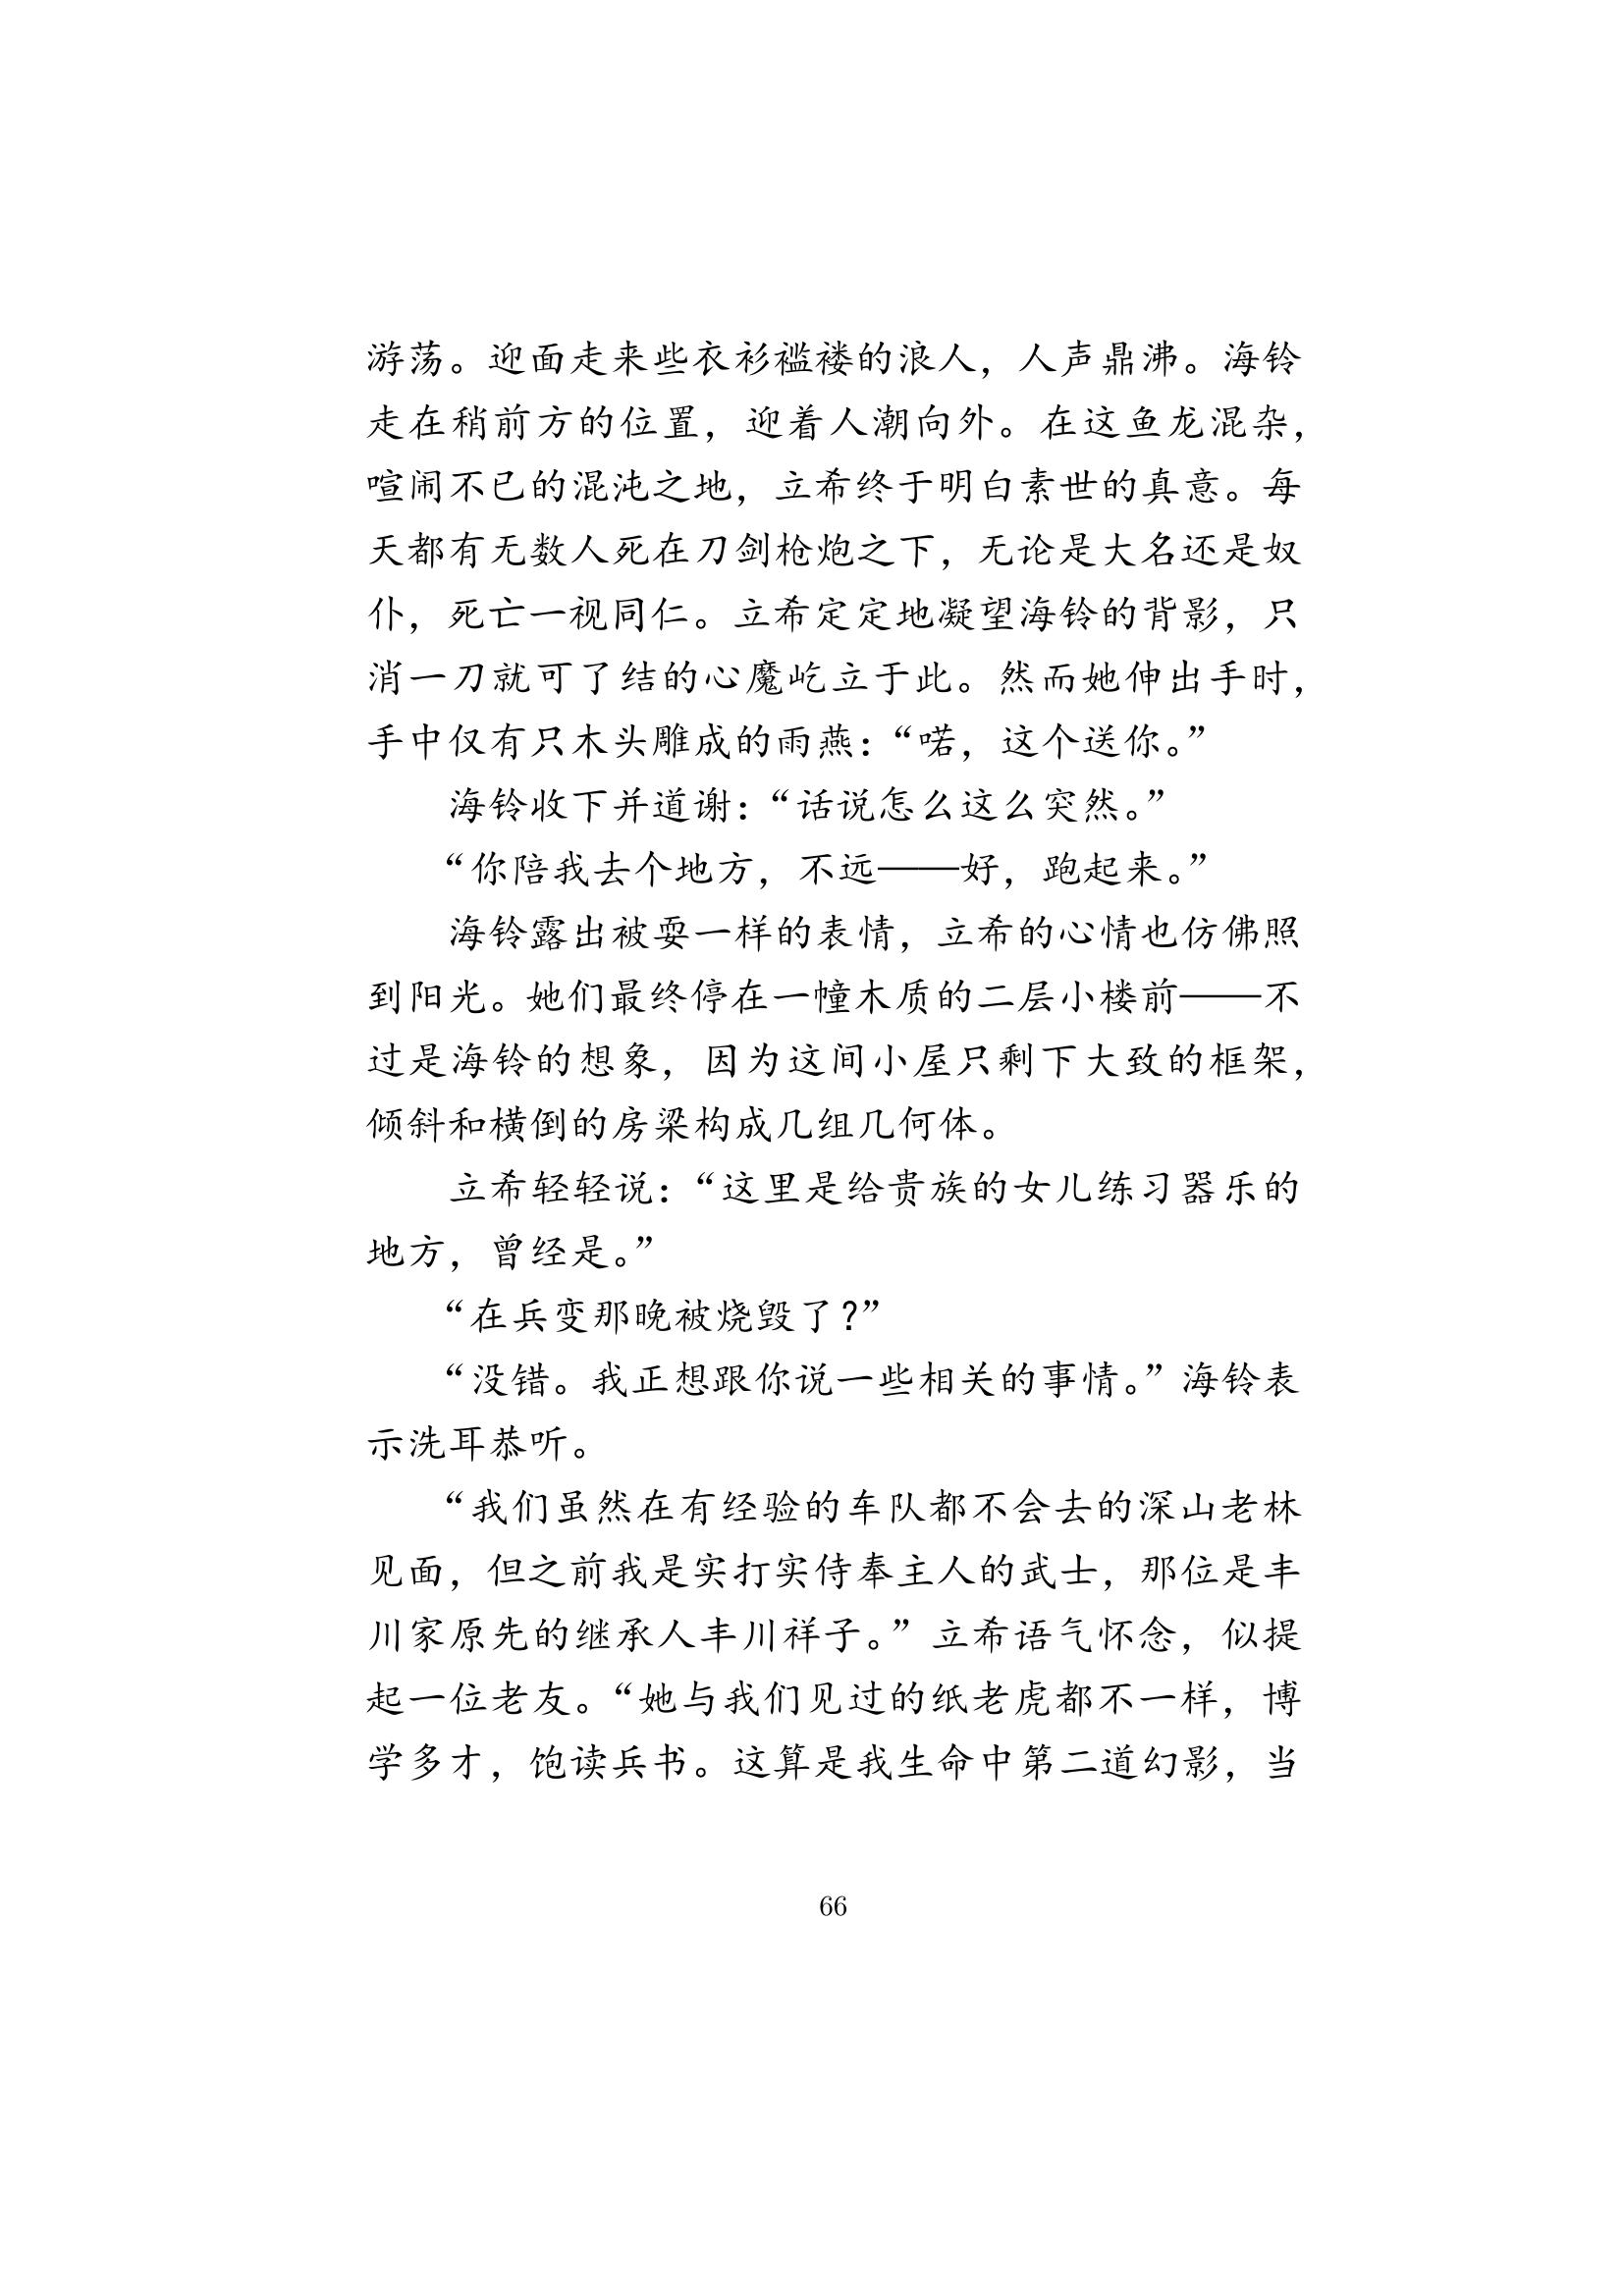 游荡。迎面走来些衣衫褴褛的浪人，人声鼎沸。海铃
走在稍前方的位置，迎着人潮向外。在这鱼龙混杂，
喧闹不已的混沌之地，立希终于明白素世的真意。每
天都有无数人死在刀剑枪炮之下，无论是大名还是奴
仆，死亡一视同仁。立希定定地凝望海铃的背影，只
消一刀就可了结的心魔屹立于此。然而她伸出手时，
手中仅有只木头雕成的雨燕：“喏，这个送你。”
海铃收下并道谢：“话说怎么这么突然。”
“你陪我去个地方，不远——好，跑起来。”
海铃露出被耍一样的表情，立希的心情也仿佛照
到阳光。她们最终停在一幢木质的二层小楼前——不
过是海铃的想象，因为这间小屋只剩下大致的框架，
倾斜和横倒的房梁构成几组几何体。
立希轻轻说：“这里是给贵族的女儿练习器乐的
地方，曾经是。”
“在兵变那晚被烧毁了？”
“没错。我正想跟你说一些相关的事情。”海铃表
示洗耳恭听。
“我们虽然在有经验的车队都不会去的深山老林
见面，但之前我是实打实侍奉主人的武士，那位是丰
川家原先的继承人丰川祥子。”立希语气怀念，似提
起一位老友。“她与我们见过的纸老虎都不一样，博
学多才，饱读兵书。这算是我生命中第二道幻影，当
66